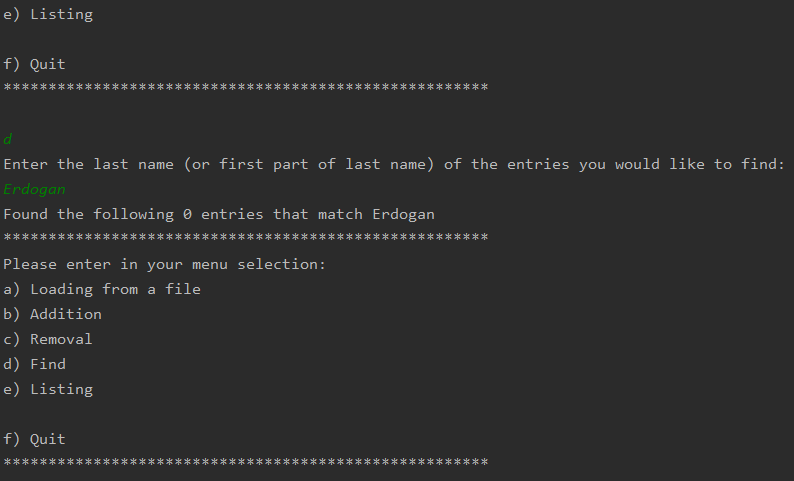 e) Listing
f) Quit
******************************************************
d
Enter the last name (or first part of last name) of the entries you would like to find:
Erdogan
Found the following 0 entries that match Erdogan
******************************************************
Please enter in your menu selection:
a) Loading from a file
b) Addition
c) Removal
d) Find
e) Listing
f) Quit
******************************************************